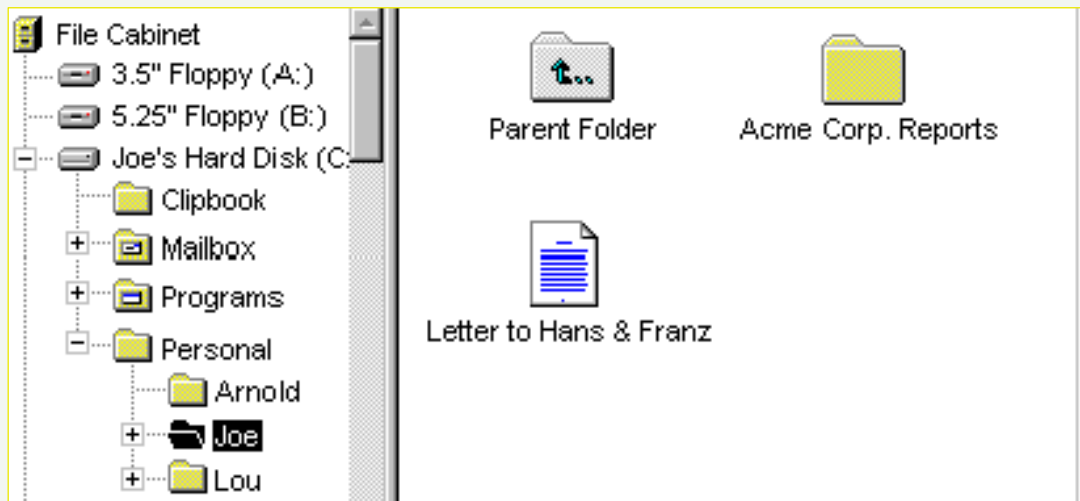 File Cabinet
3.5" Floppy (A:)
5.25" Floppy (B:)
Joe's Hard Disk (C:
Clipbook
Mailbox
Programs
Personal
Arnold
Joe
Lou
Parent Folder
Acme Corp. Reports
Letter to Hans & Franz